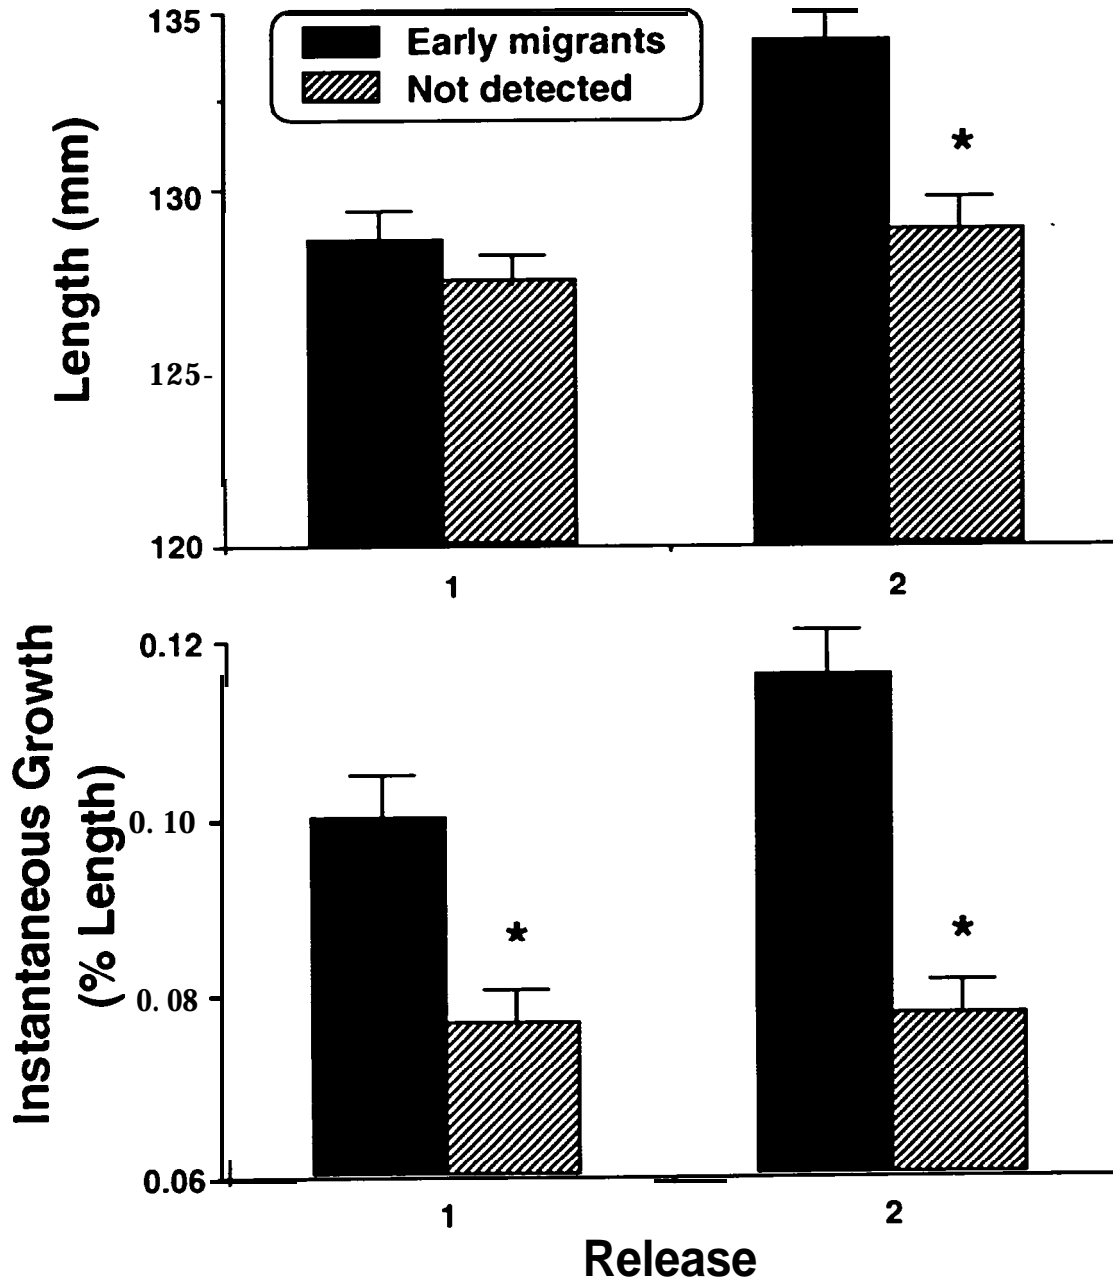 135
Early migrants
Not detected
*
130
Length (mm)
125-
120
1
2
0.12
Instantaneous Growth
(% Length)
0. 10
*
*
0. 08
0.06
1
2
Release